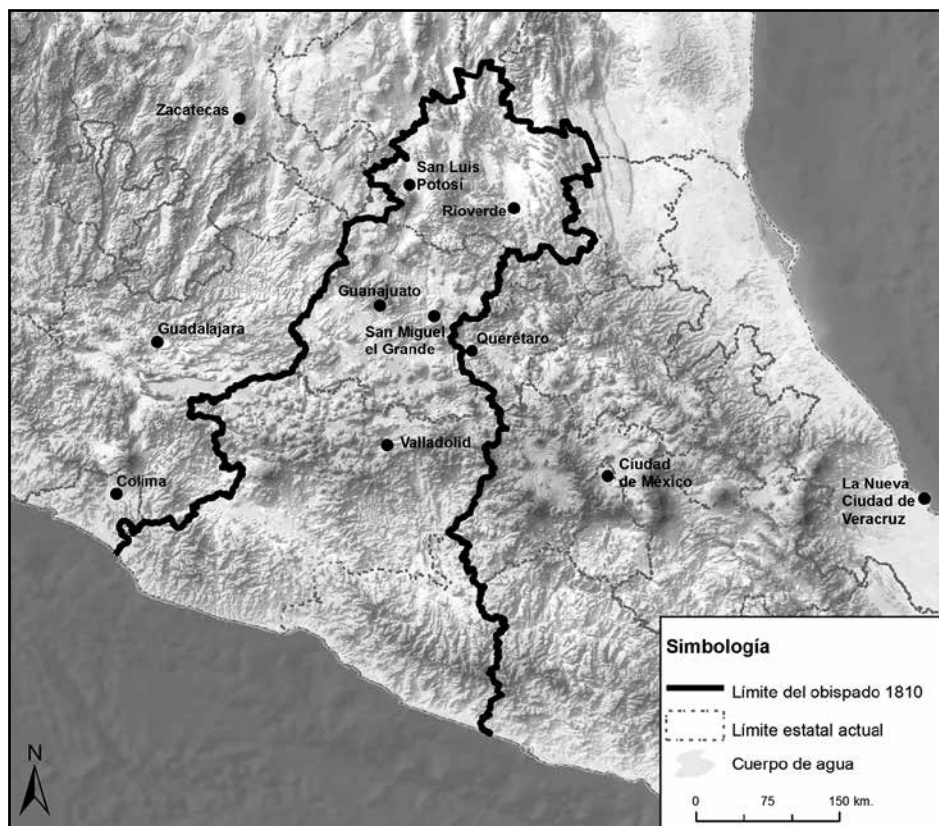 Zacatecas
San Luis
Potosí
Rioverde
Guanajuato
San Miguel
el Grande
Querétaro
Guadalajara
Valladolid
Colima
Ciudad
de México
La Nueva
Ciudad de
Veracruz
Simbología
Límite del obispado 1810
Límite estatal actual
Cuerpo de agua
0 75 150 km.
N